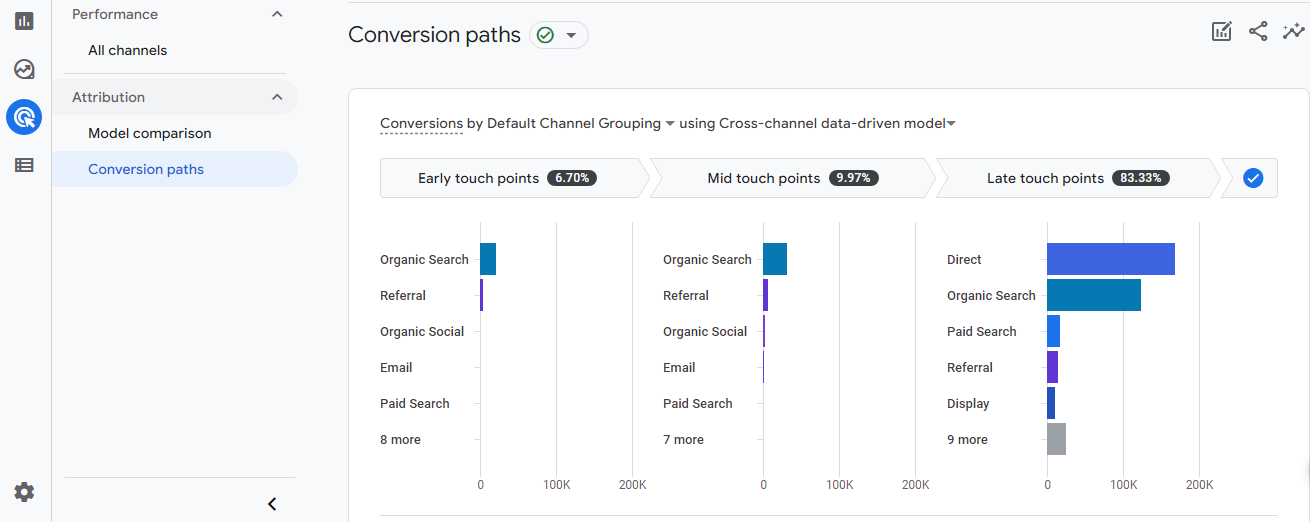 Performance
All channels
Attribution
Model comparison
Conversion paths
Conversion paths
Conversions by Default Channel Grouping using Cross-channel data-driven model
Early touch points 6.70%
Mid touch points 9.97%
Late touch points 83.33%
Organic Search
Referral
Organic Social
Email
Paid Search
8 more
0 100K 200K
Organic Search
Referral
Organic Social
Email
Paid Search
7 more
0 100K 200K
Direct
Organic Search
Paid Search
Referral
Display
9 more
0 100K 200K